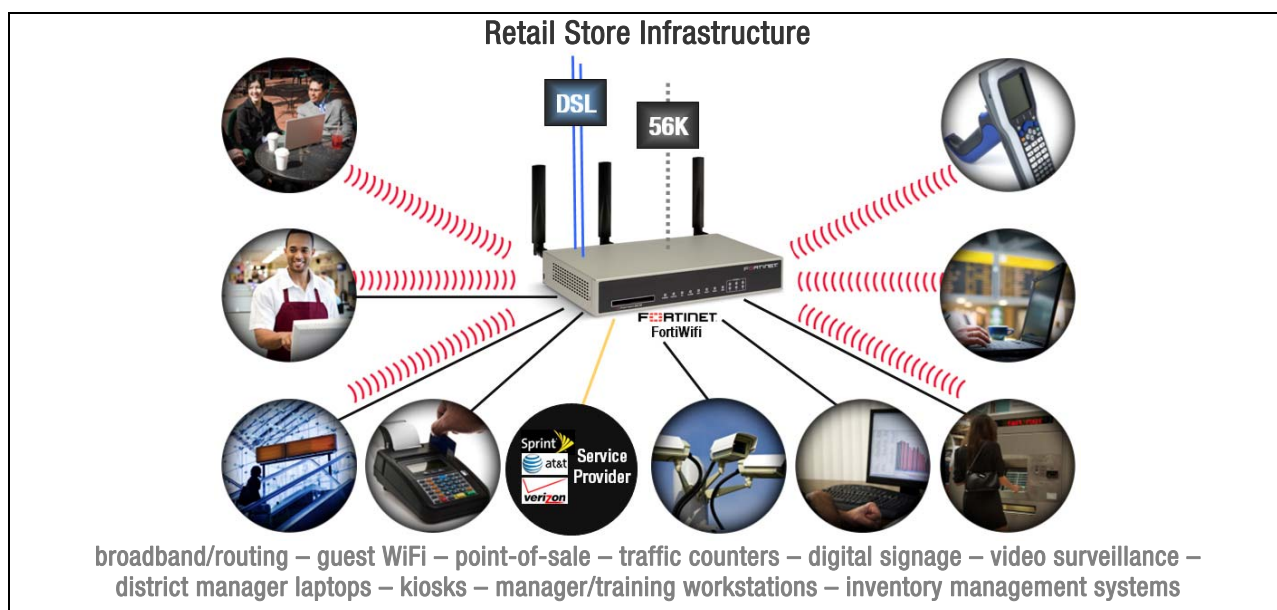 Retail Store Infrastructure
DSL
56K
FORTINET
FORTINET
FortiWifi
Sprint
at&t
verizon
Service
Provider
broadband/routing – guest WiFi – point-of-sale – traffic counters – digital signage – video surveillance –
district manager laptops – kiosks – manager/training workstations – inventory management systems